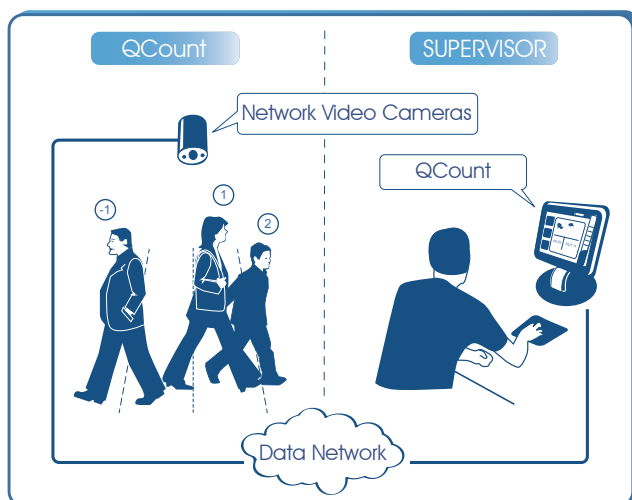 QCount
SUPERVISOR
Network Video Cameras
QCount
-1
1
2
Data Network